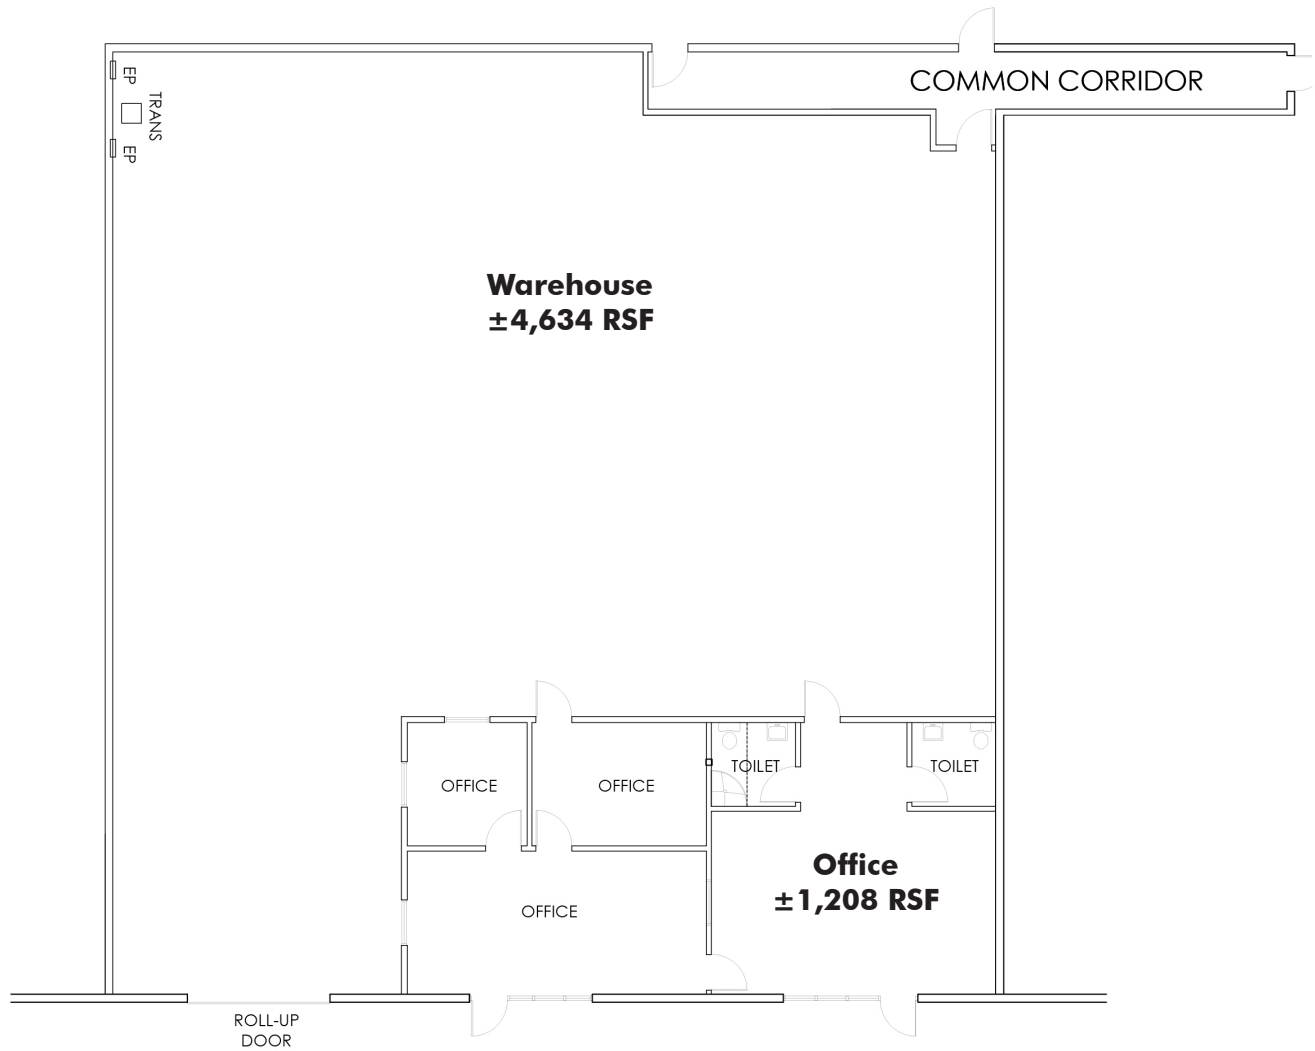 COMMON CORRIDOR
EP
TRANS
EP
Warehouse
±4,634 RSF
OFFICE
OFFICE
TOILET
TOILET
Office
±1,208 RSF
OFFICE
ROLL-UP
DOOR